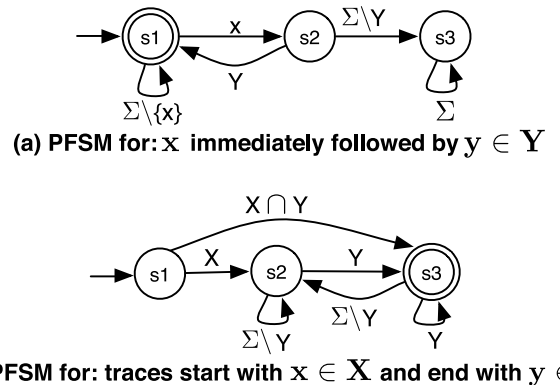 s1 x s2 Σ\Y s3
Y
Σ\{x} Σ
(a) PFSM for: x immediately followed by y ∈ Y
X ∩ Y
s1 X s2 Y s3
Σ\Y
Σ\Y Y
PFSM for: traces start with x ∈ X and end with y ∈